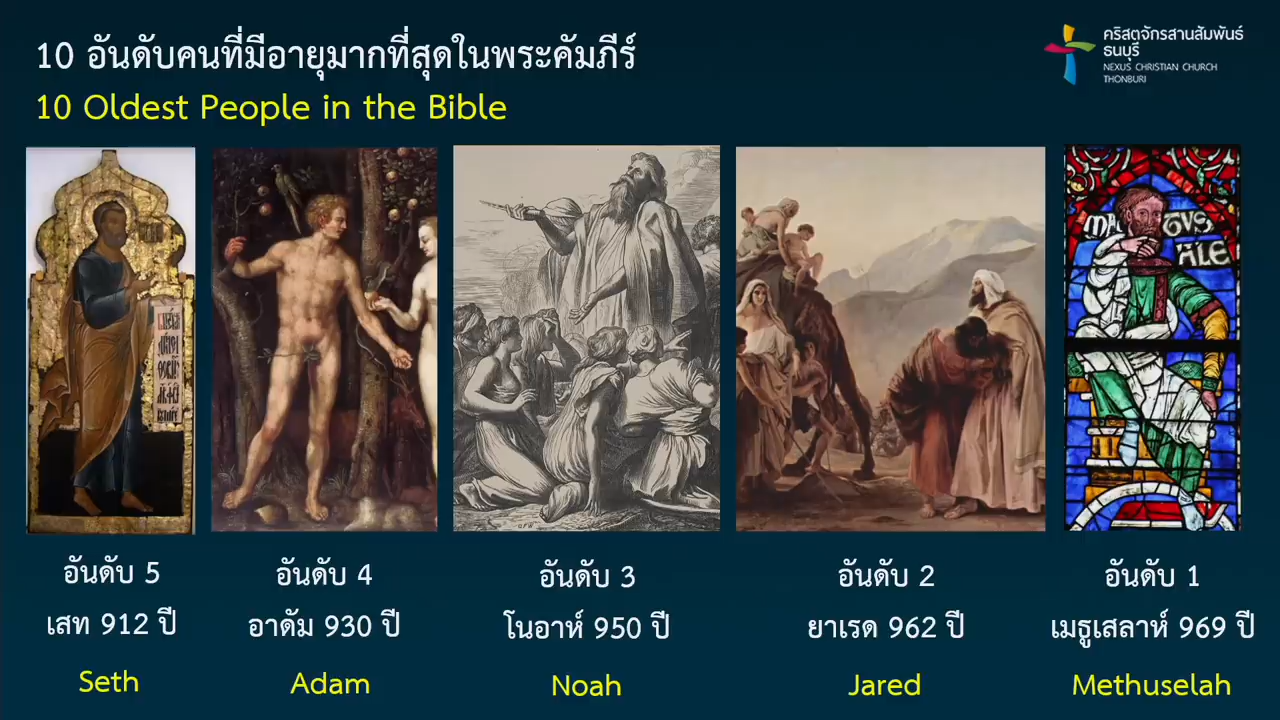 10 อันดับคนที่มีอายุมากที่สุดในพระคัมภีร์
10 Oldest People in the Bible
คริสตจักรสานสัมพันธ์
ธนบุรี
NEXUS CHRISTIAN CHURCH
THONBURI
MA TUS
ALE
อันดับ 5
เสท 912 ปี
Seth
อันดับ 4
อาดัม 930 ปี
Adam
อันดับ 3
โนอาห์ 950 ปี
Noah
อันดับ 2
ยาเรด 962 ปี
Jared
อันดับ 1
เมธูเสลาห์ 969 ปี
Methuselah